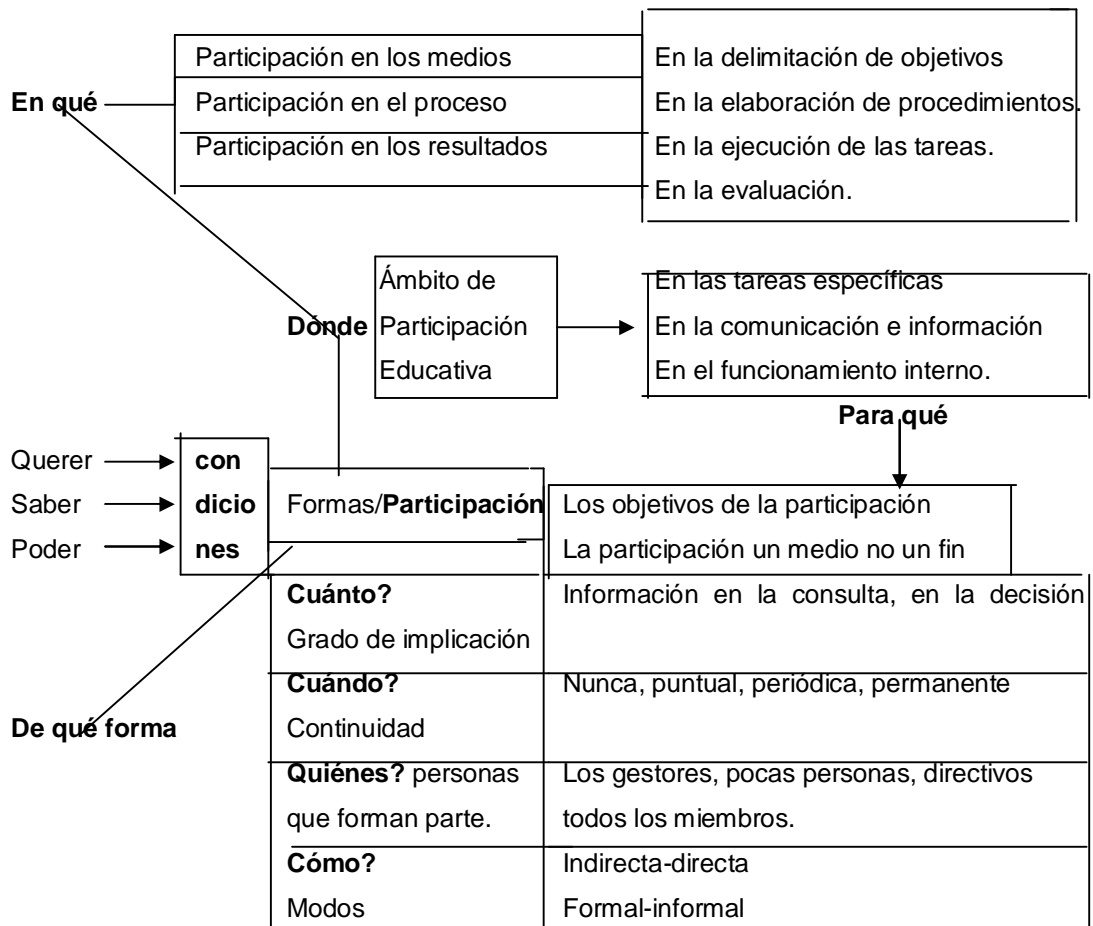 Participación en los medios
En la delimitación de objetivos
En qué
Participación en el proceso
En la elaboración de procedimientos.
Participación en los resultados
En la ejecución de las tareas.
En la evaluación.
Ámbito de
En las tareas específicas
Dónde
Participación
En la comunicación e información
Educativa
En el funcionamiento interno.
Para qué
Querer
con
Saber
dicio
Formas/Participación
Los objetivos de la participación
Poder
nes
La participación un medio no un fin
Cuánto?
Información en la consulta, en la decisión
Grado de implicación
Cuándo?
Nunca, puntual, periódica, permanente
De qué forma
Continuidad
Quiénes? personas
Los gestores, pocas personas, directivos
que forman parte.
todos los miembros.
Cómo?
Indirecta-directa
Modos
Formal-informal